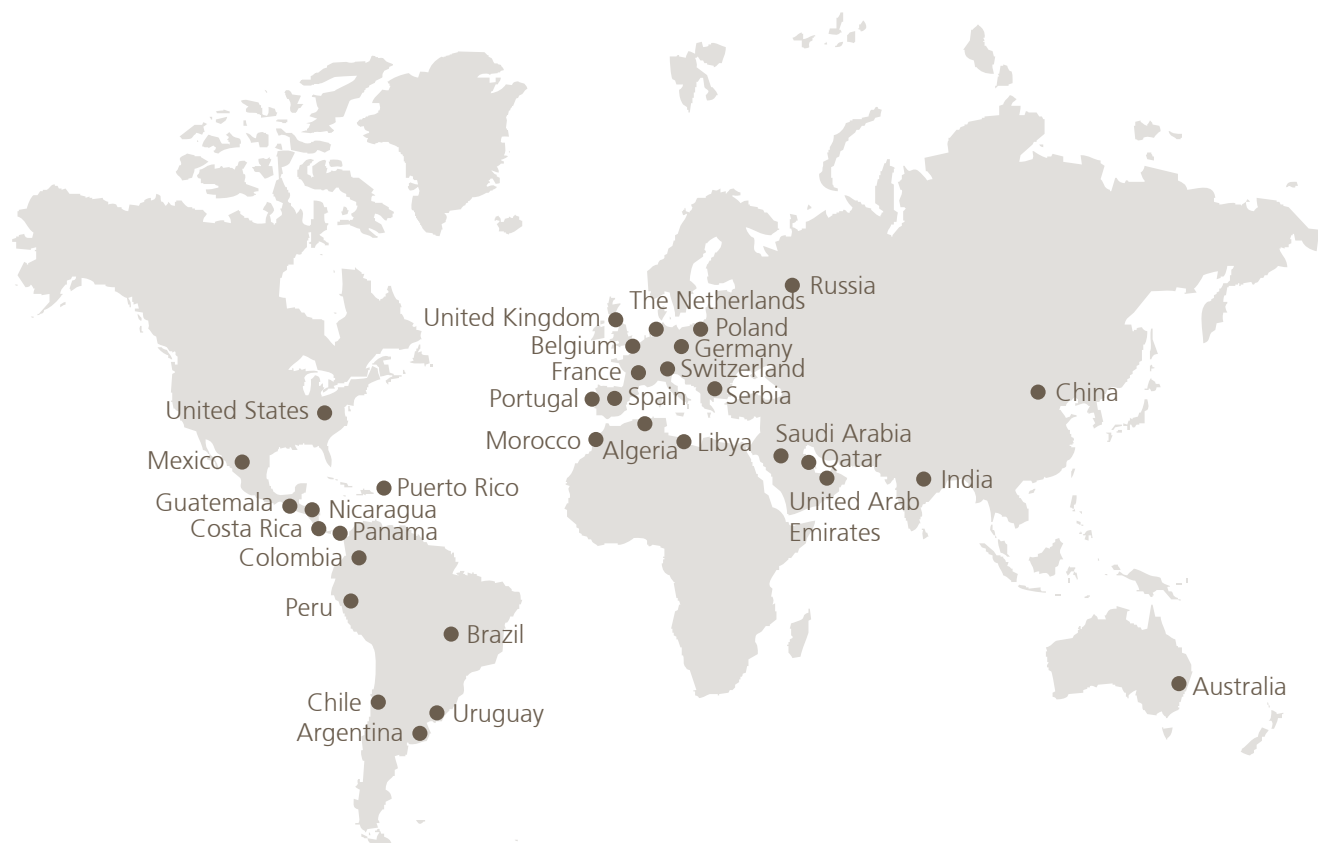 Russia
The Netherlands
United Kingdom
Poland
Belgium
Germany
France
Switzerland
Portugal
Spain
Serbia
China
United States
Morocco
Algeria
Libya
Saudi Arabia
Qatar
Mexico
India
Puerto Rico
United Arab
Emirates
Guatemala
Nicaragua
Costa Rica
Panama
Colombia
Peru
Brazil
Australia
Chile
Uruguay
Argentina